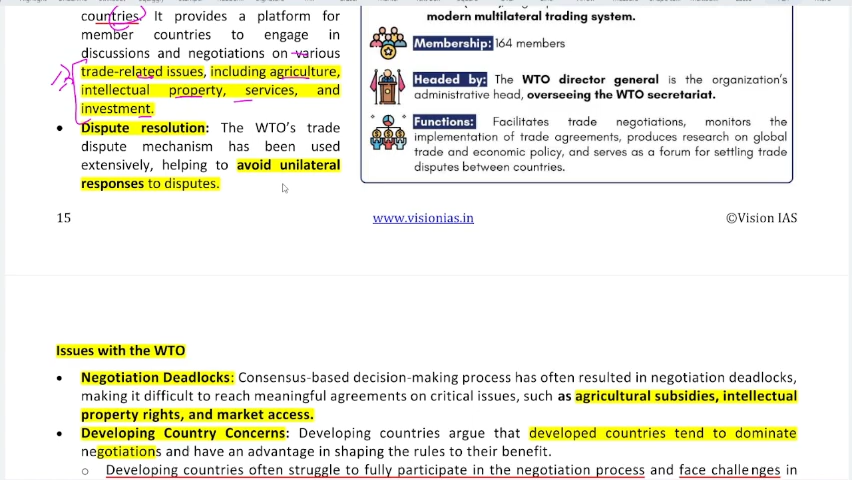 countries. It provides a platform for
member countries to engage in
discussions and negotiations on various
trade-related issues, including agriculture,
intellectual property, services, and
investment.
• Dispute resolution: The WTO's trade
dispute mechanism has been used
extensively, helping to avoid unilateral
responses to disputes.
modern multilateral trading system.
Membership: 164 members
Headed by: The WTO director general is the organization's
administrative head, overseeing the WTO secretariat.
Functions: Facilitates trade negotiations, monitors the
implementation of trade agreements, produces research on global
trade and economic policy, and serves as a forum for settling trade
disputes between countries.
15 www.visionias.in ©Vision IAS
Issues with the WTO
• Negotiation Deadlocks: Consensus-based decision-making process has often resulted in negotiation deadlocks,
making it difficult to reach meaningful agreements on critical issues, such as agricultural subsidies, intellectual
property rights, and market access.
• Developing Country Concerns: Developing countries argue that developed countries tend to dominate
negotiations and have an advantage in shaping the rules to their benefit.
o Developing countries often struggle to fully participate in the negotiation process and face challenges in